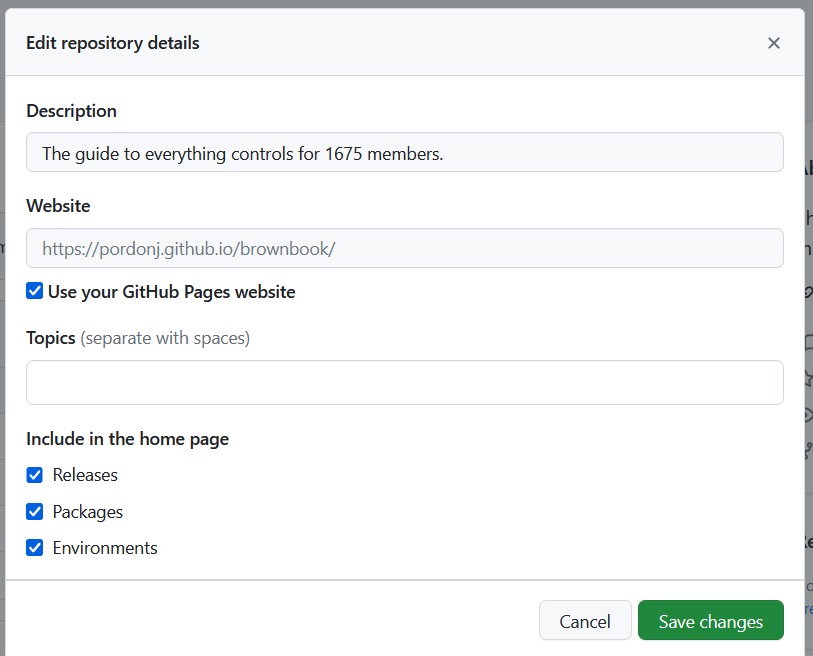 Edit repository details
Description
The guide to everything controls for 1675 members.
Website
https://pordonj.github.io/brownbook/
Use your GitHub Pages website
Topics (separate with spaces)
Include in the home page
Releases
Packages
Environments
Cancel Save changes